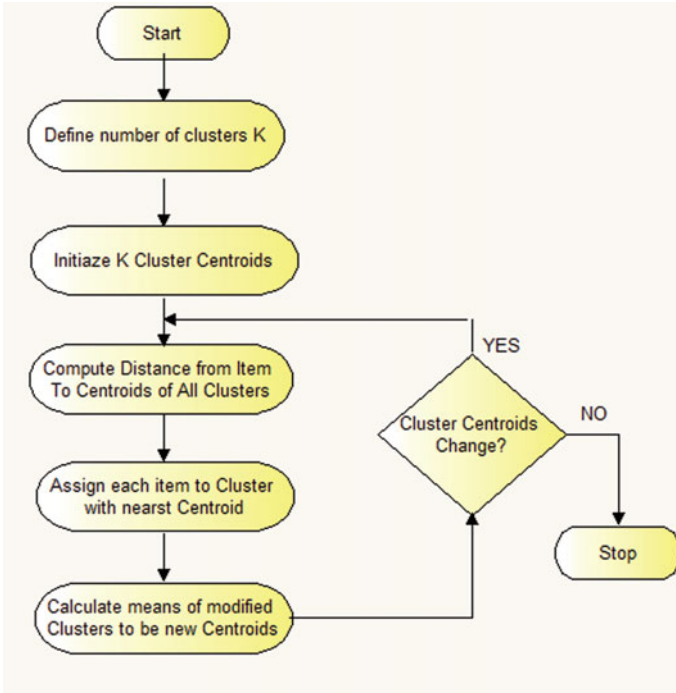 Start
Define number of clusters K
Initiaze K Cluster Centroids
Compute Distance from Item
To Centroids of All Clusters
Assign each item to Cluster
with nearst Centroid
Calculate means of modified
Clusters to be new Centroids
Cluster Centroids
Change?
YES
NO
Stop